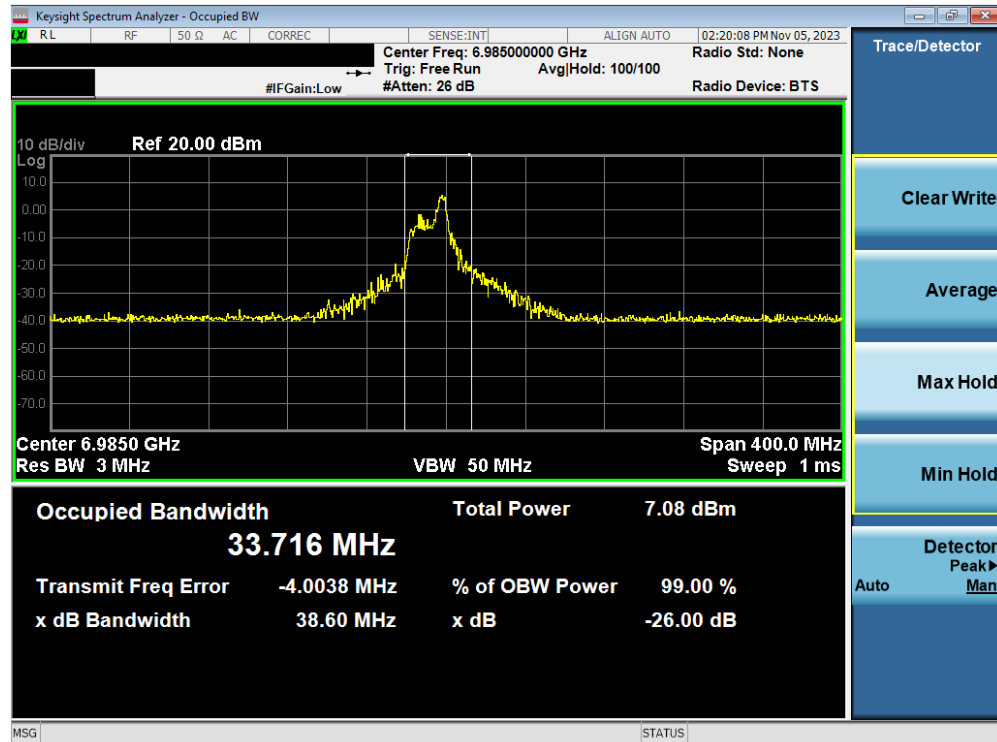 Keysight Spectrum Analyzer - Occupied BW
LXI RL RF 50 Ω AC CORREC SENSE:INT ALIGN AUTO 02:20:08 PM Nov 05, 2023
Center Freq: 6.985000000 GHz Radio Std: None
Trig: Free Run Avg|Hold: 100/100
#IFGain:Low #Atten: 26 dB Radio Device: BTS
Trace/Detector
10 dB/div Ref 20.00 dBm
Log
10.0
0.00
-10.0
-20.0
-30.0
-40.0
-50.0
-60.0
-70.0
Center 6.9850 GHz Span 400.0 MHz
Res BW 3 MHz VBW 50 MHz Sweep 1 ms
Occupied Bandwidth Total Power 7.08 dBm
33.716 MHz
Transmit Freq Error -4.0038 MHz % of OBW Power 99.00 %
x dB Bandwidth 38.60 MHz x dB -26.00 dB
Clear Write
Average
Max Hold
Min Hold
Detector
Peak▶
Auto Man
MSG STATUS